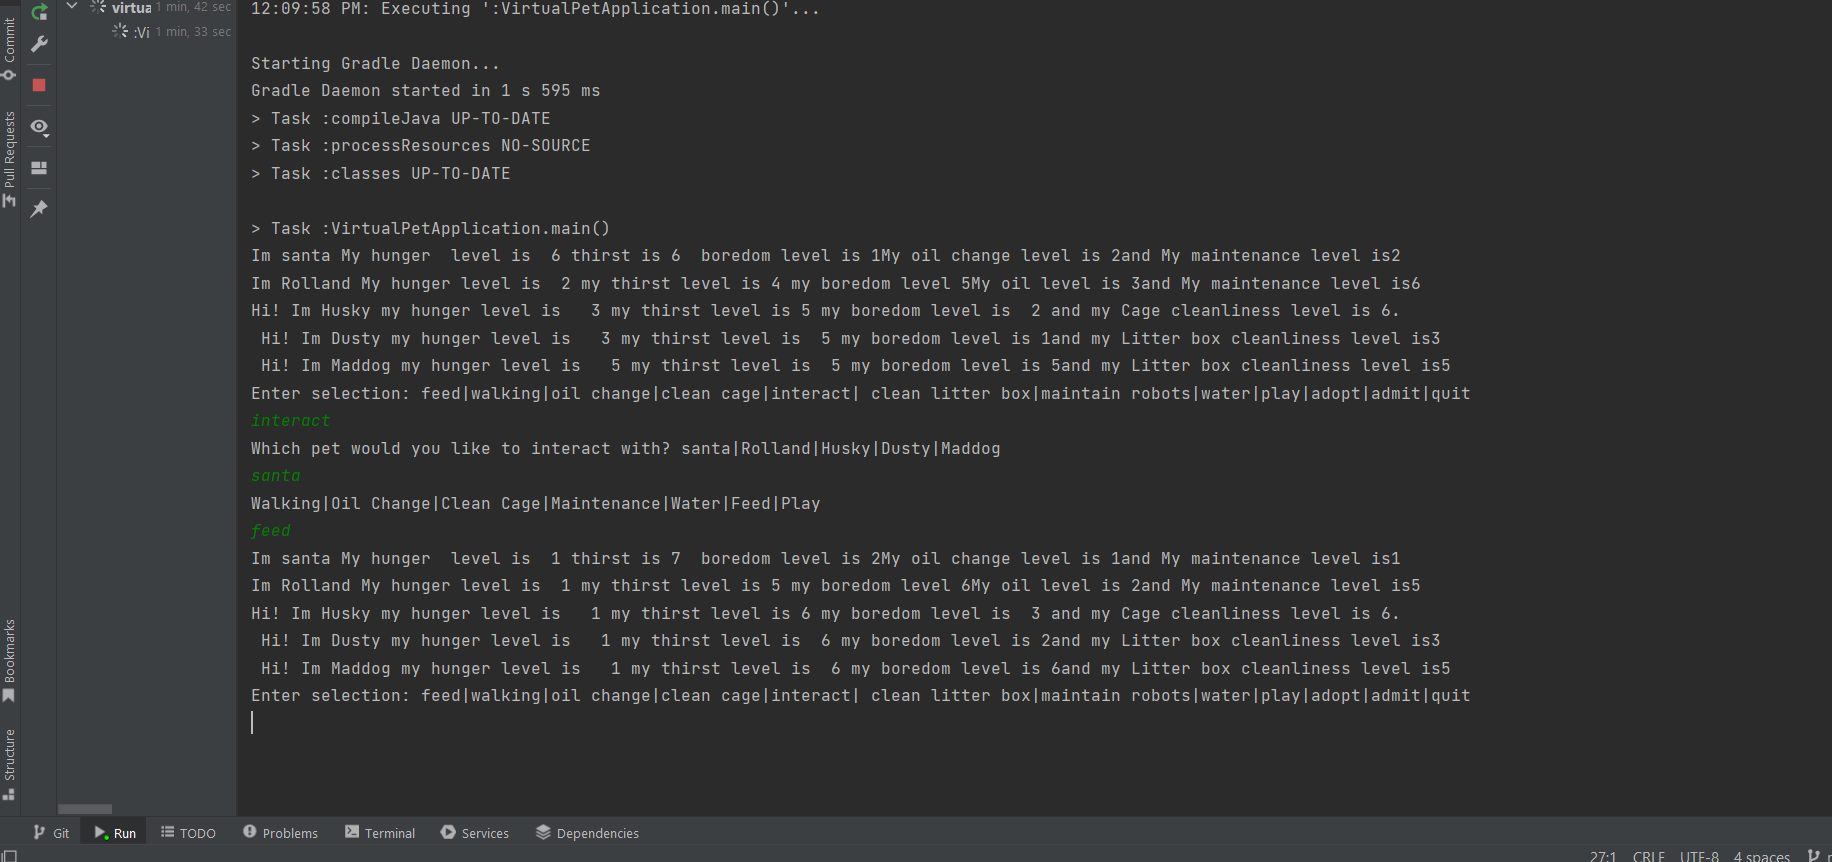 Commit
Pull Requests
Bookmarks
Structure
virtua 1 min, 42 sec
:Vi 1 min, 33 sec
12:09:58 PM: Executing ':VirtualPetApplication.main()'...
Starting Gradle Daemon...
Gradle Daemon started in 1 s 595 ms
> Task :compileJava UP-TO-DATE
> Task :processResources NO-SOURCE
> Task :classes UP-TO-DATE
> Task :VirtualPetApplication.main()
Im santa My hunger  level is  6 thirst is 6  boredom level is 1My oil change level is 2and My maintenance level is2
Im Rolland My hunger level is  2 my thirst level is 4 my boredom level 5My oil level is 3and My maintenance level is6
Hi! Im Husky my hunger level is   3 my thirst level is 5 my boredom level is  2 and my Cage cleanliness level is 6.
 Hi! Im Dusty my hunger level is   3 my thirst level is  5 my boredom level is 1and my Litter box cleanliness level is3
 Hi! Im Maddog my hunger level is   5 my thirst level is  5 my boredom level is 5and my Litter box cleanliness level is5
Enter selection: feed|walking|oil change|clean cage|interact| clean litter box|maintain robots|water|play|adopt|admit|quit
interact
Which pet would you like to interact with? santa|Rolland|Husky|Dusty|Maddog
santa
Walking|Oil Change|Clean Cage|Maintenance|Water|Feed|Play
feed
Im santa My hunger  level is  1 thirst is 7  boredom level is 2My oil change level is 1and My maintenance level is1
Im Rolland My hunger level is  1 my thirst level is 5 my boredom level 6My oil level is 2and My maintenance level is5
Hi! Im Husky my hunger level is   1 my thirst level is 6 my boredom level is  3 and my Cage cleanliness level is 6.
 Hi! Im Dusty my hunger level is   1 my thirst level is  6 my boredom level is 2and my Litter box cleanliness level is3
 Hi! Im Maddog my hunger level is   1 my thirst level is  6 my boredom level is 6and my Litter box cleanliness level is5
Enter selection: feed|walking|oil change|clean cage|interact| clean litter box|maintain robots|water|play|adopt|admit|quit
Git Run TODO Problems Terminal Services Dependencies
27:1 CRLF UTF-8 4 spaces